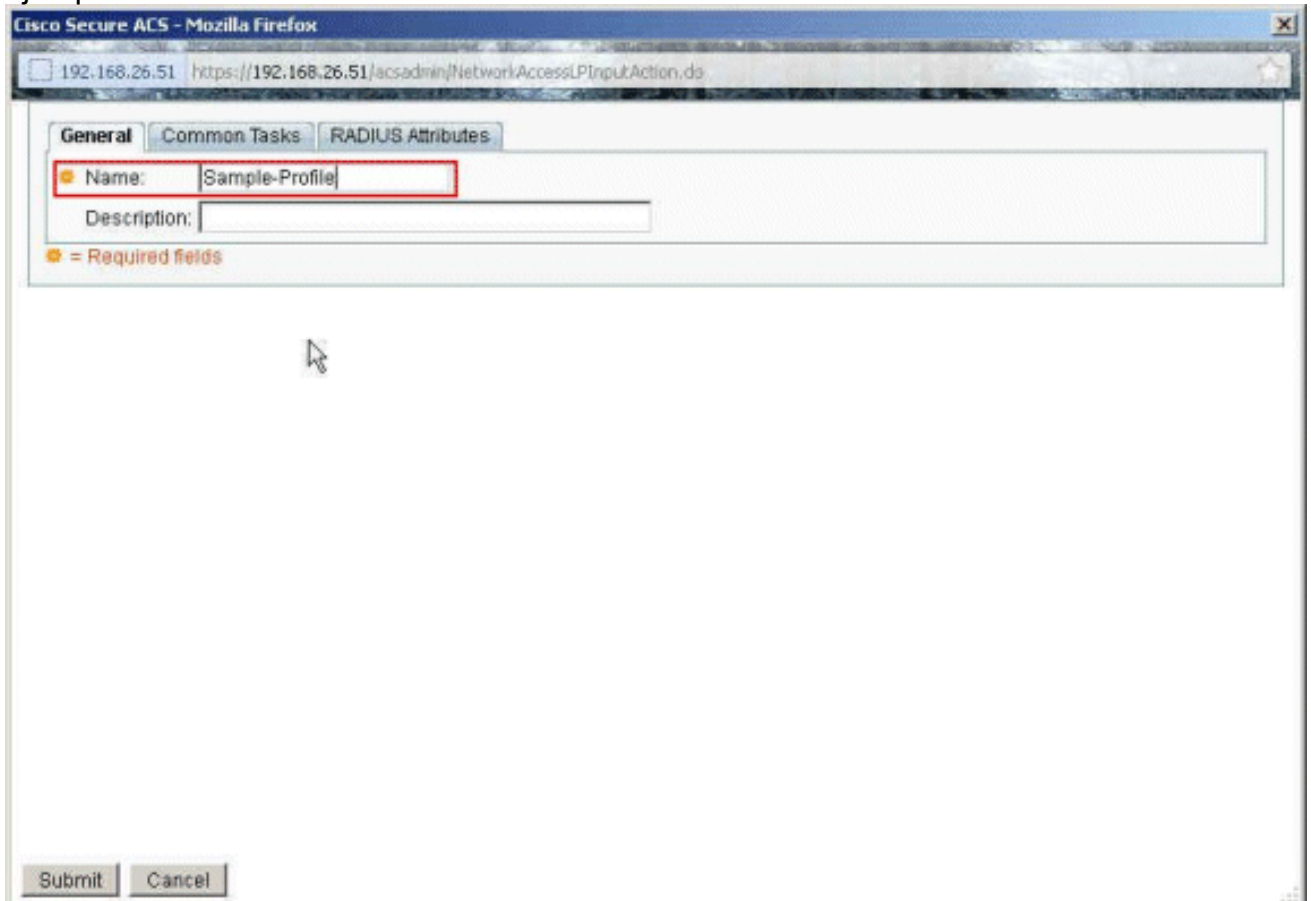 Cisco Secure ACS - Mozilla Firefox
192.168.26.51 https://192.168.26.51/acsadmin/NetworkAccessLPInputAction.do
General Common Tasks RADIUS Attributes
Name: Sample-Profile
Description:
= Required fields
Submit Cancel